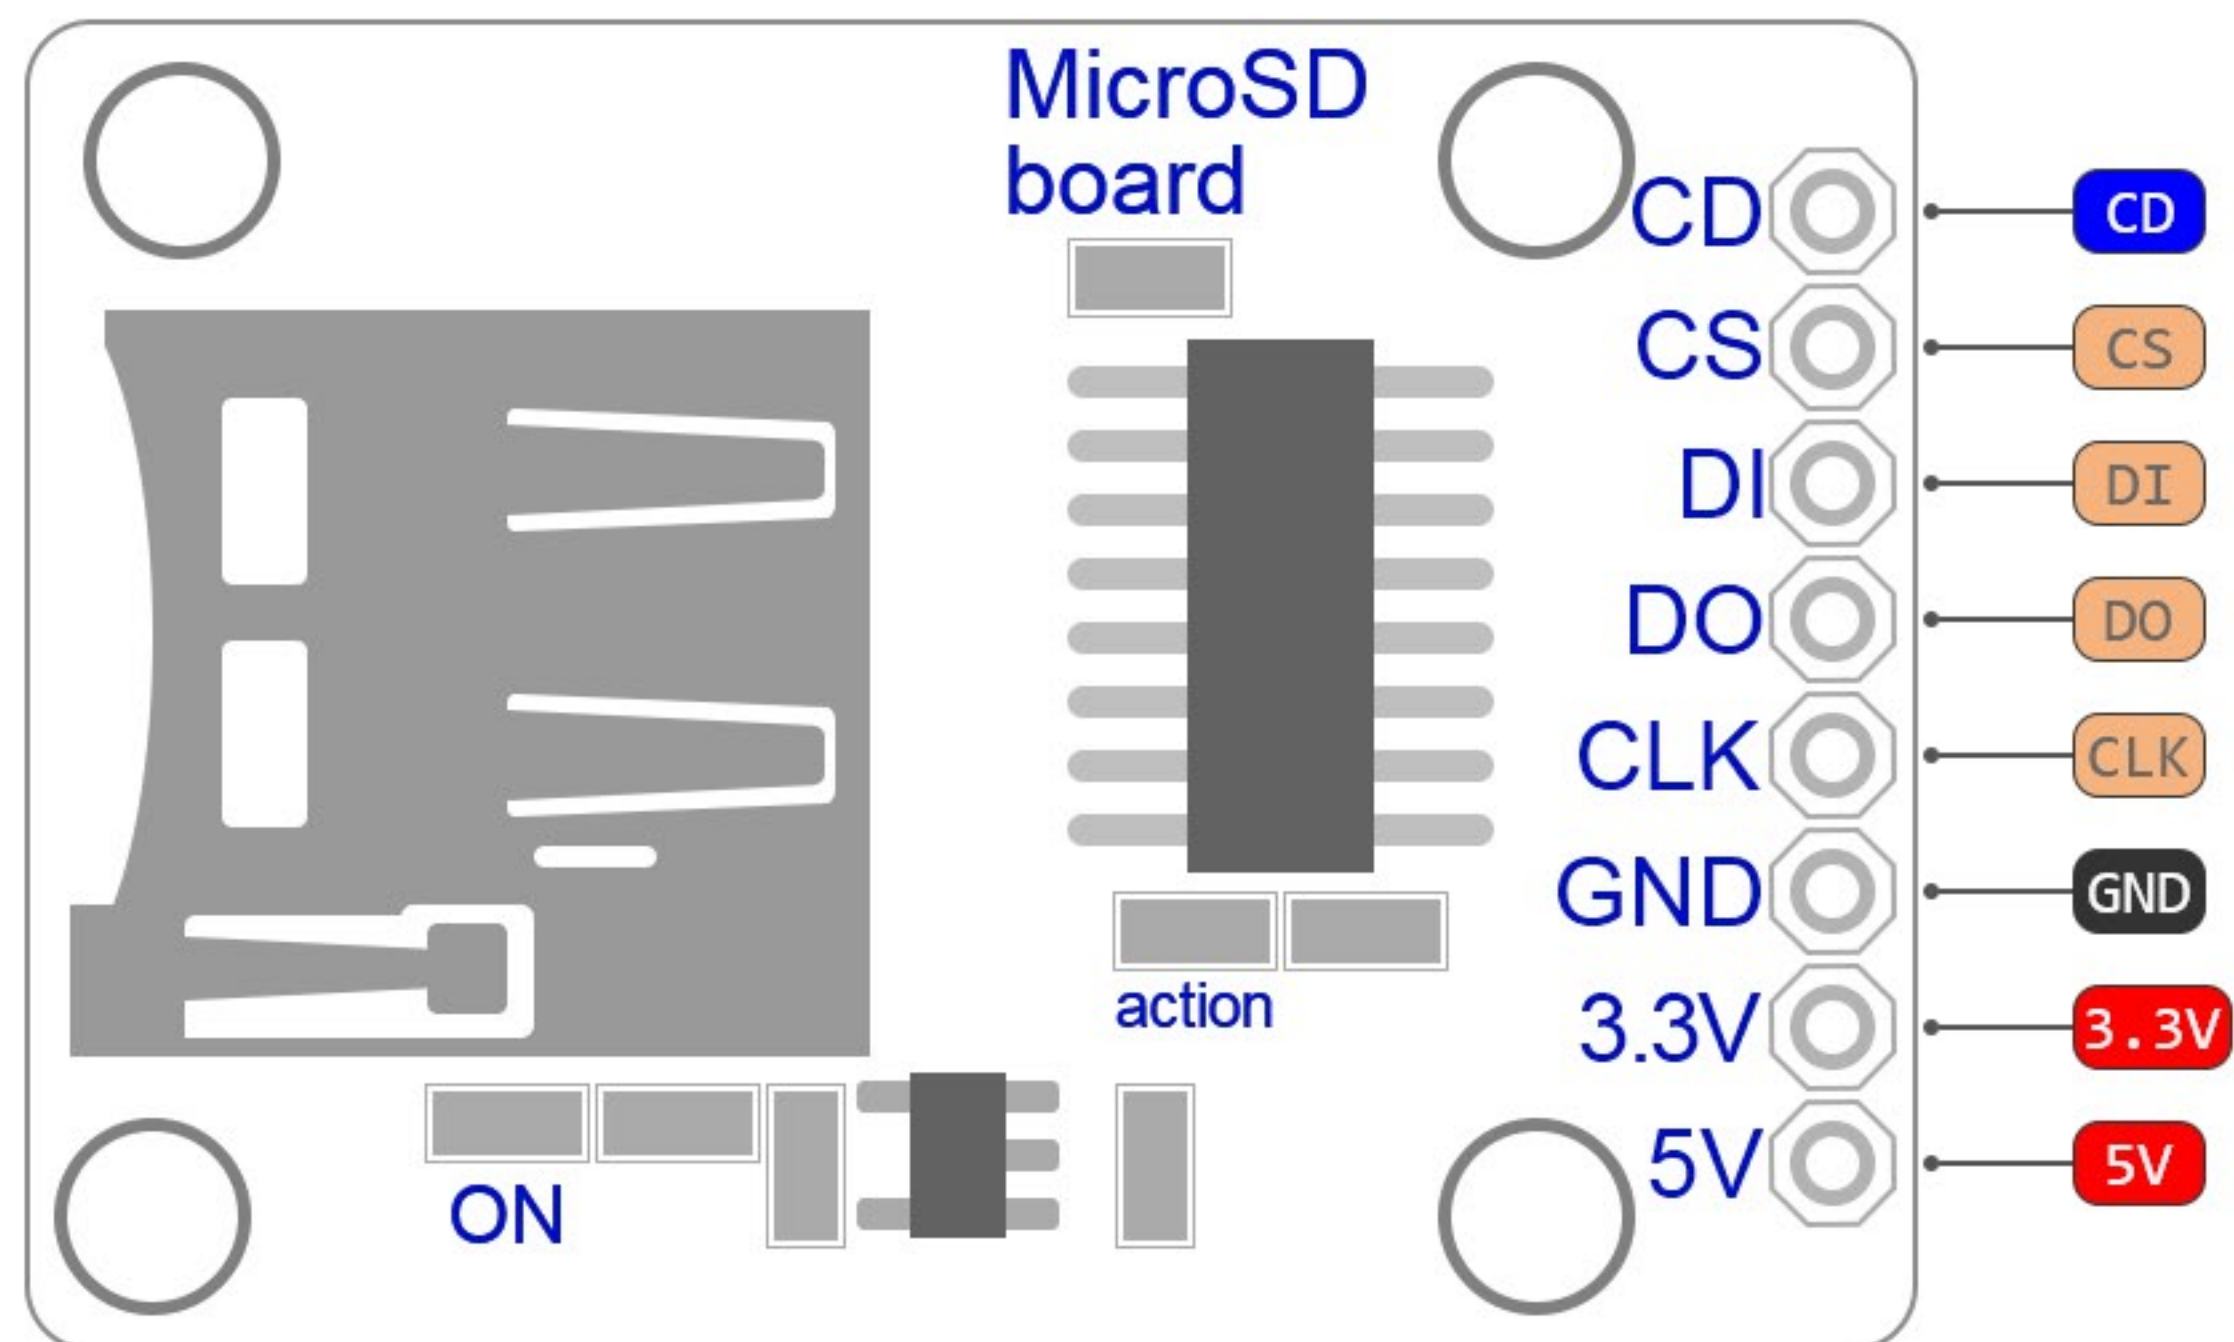 MicroSD
board
CD CD
CS CS
DI DI
DO DO
CLK CLK
GND GND
3.3V 3.3V
action
5V 5V
ON